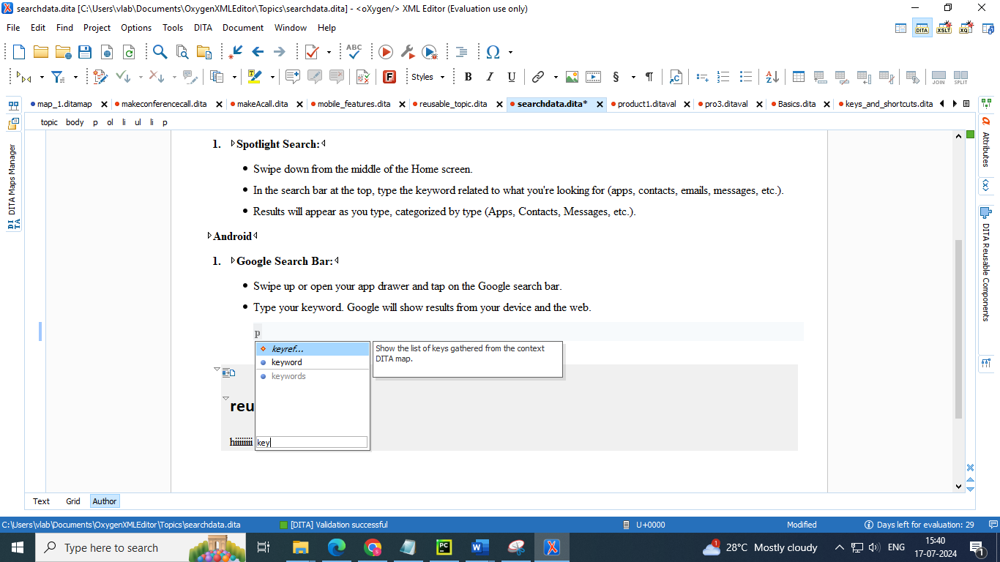 searchdata.dita [C:\Users\vlab\Documents\OxygenXMLEditor\Topics\searchdata.dita] - <oXygen/> XML Editor (Evaluation use only)
File Edit Find Project Options Tools DITA Document Window Help
DITA XSLT XQ
ABC
Styles B I U § ¶ JOIN SPLIT
map_1.ditamap makeconferencecall.dita makeAcall.dita mobile_features.dita reusable_topic.dita searchdata.dita* product1.ditaval pro3.ditaval Basics.dita keys_and_shortcuts.dita
topic body p ol li ul li p
DITA Maps Manager
Attributes
DITA Reusable Components
1. Spotlight Search:
• Swipe down from the middle of the Home screen.
• In the search bar at the top, type the keyword related to what you're looking for (apps, contacts, emails, messages, etc.).
• Results will appear as you type, categorized by type (Apps, Contacts, Messages, etc.).
Android
1. Google Search Bar:
• Swipe up or open your app drawer and tap on the Google search bar.
• Type your keyword. Google will show results from your device and the web.
p
keyref...
keyword
keywords
key
Show the list of keys gathered from the context
DITA map.
reu
hiiiiiiii
Text Grid Author
C:\Users\vlab\Documents\OxygenXMLEditor\Topics\searchdata.dita [DITA] Validation successful U+0000 Modified Days left for evaluation: 29
Type here to search 28°C Mostly cloudy ENG 15:40
17-07-2024